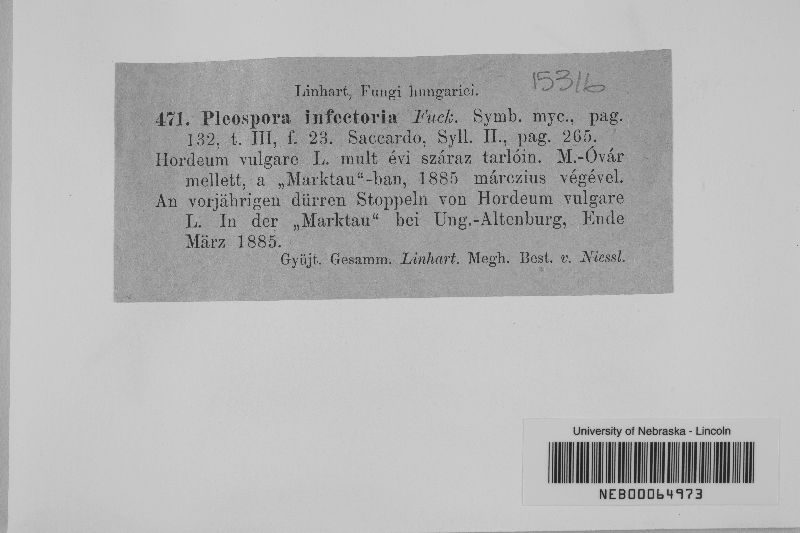 Linhart, Fungi hungarici.
15316
471. Pleospora infectoria Fuck. Symb. myc., pag.
132, t. III, f. 23. Saccardo, Syll. II., pag. 265.
Hordeum vulgare L. mult évi száraz tarlóin. M.-Óvár
mellett, a „Marktau“-ban, 1885 márczius végével.
An vorjährigen dürren Stoppeln von Hordeum vulgare
L. In der „Marktau“ bei Ung.-Altenburg, Ende
März 1885.
Gyűjt. Gesamm. Linhart. Megh. Best. v. Niessl.
University of Nebraska - Lincoln
NEB00064973